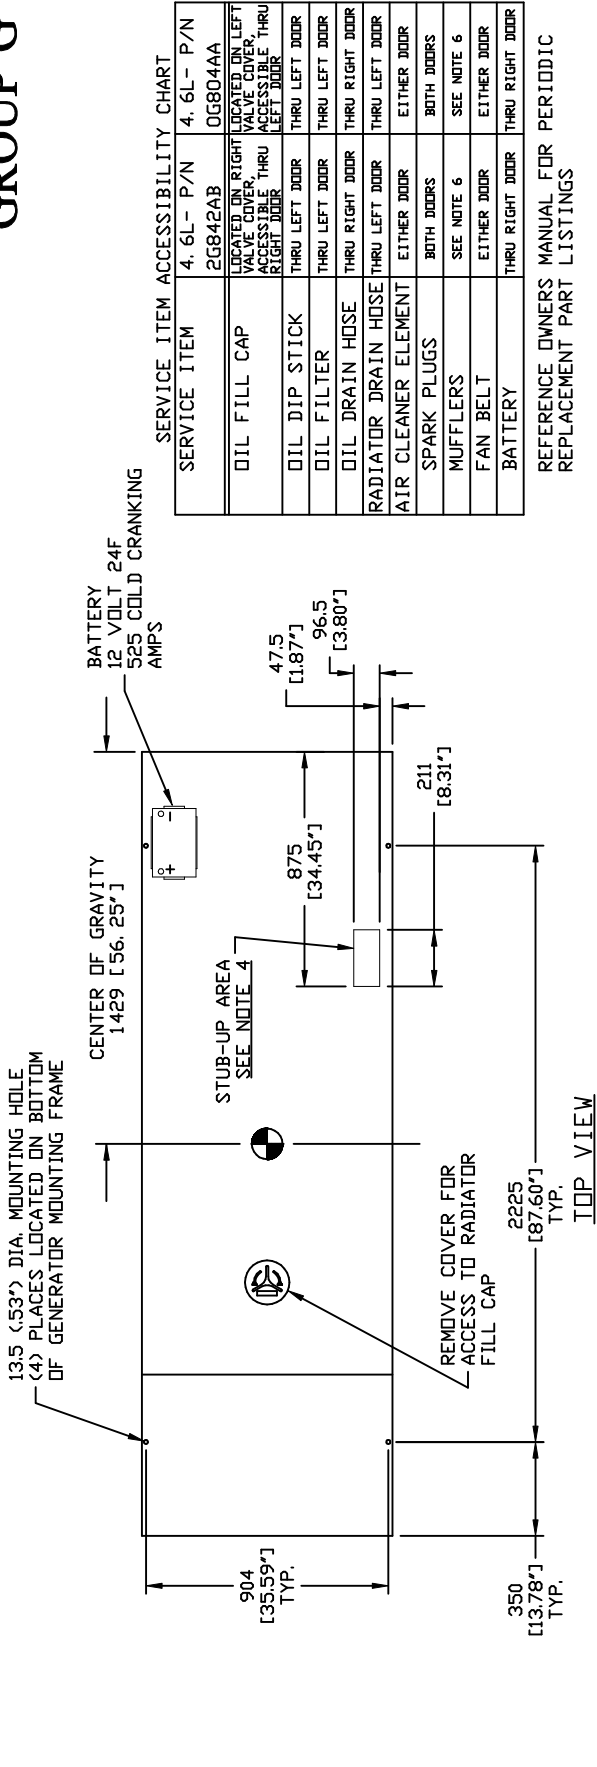 GROUP G
13.5 (.53") DIA. MOUNTING HOLE
(4) PLACES LOCATED ON BOTTOM
OF GENERATOR MOUNTING FRAME
CENTER OF GRAVITY
1429 [56.25"]
BATTERY
12 VOLT 24F
525 COLD CRANKING
AMPS
+ -
STUB-UP AREA
SEE NOTE 4
875
[34.45"]
47.5
[1.87"]
96.5
[3.80"]
211
[8.31"]
904
[35.59"]
TYP.
REMOVE COVER FOR
ACCESS TO RADIATOR
FILL CAP
350
[13.78"]
TYP.
2225
[87.60"]
TYP.
TOP VIEW
SERVICE ITEM ACCESSIBILITY CHART
SERVICE ITEM 4.6L- P/N 2G842AB 4.6L- P/N 0G804AA
OIL FILL CAP LOCATED ON RIGHT VALVE COVER, ACCESSIBLE THRU RIGHT DOOR LOCATED ON LEFT VALVE COVER, ACCESSIBLE THRU LEFT DOOR
OIL DIP STICK THRU LEFT DOOR THRU LEFT DOOR
OIL FILTER THRU LEFT DOOR THRU LEFT DOOR
OIL DRAIN HOSE THRU RIGHT DOOR THRU RIGHT DOOR
RADIATOR DRAIN HOSE THRU LEFT DOOR THRU LEFT DOOR
AIR CLEANER ELEMENT EITHER DOOR EITHER DOOR
SPARK PLUGS BOTH DOORS BOTH DOORS
MUFFLERS SEE NOTE 6 SEE NOTE 6
FAN BELT EITHER DOOR EITHER DOOR
BATTERY THRU RIGHT DOOR THRU RIGHT DOOR
REFERENCE OWNERS MANUAL FOR PERIODIC
REPLACEMENT PART LISTINGS